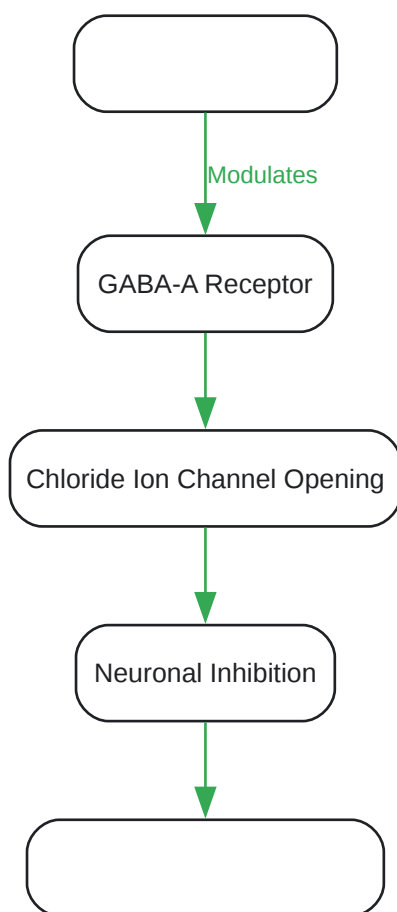 Modulates
GABA-A Receptor
Chloride Ion Channel Opening
Neuronal Inhibition